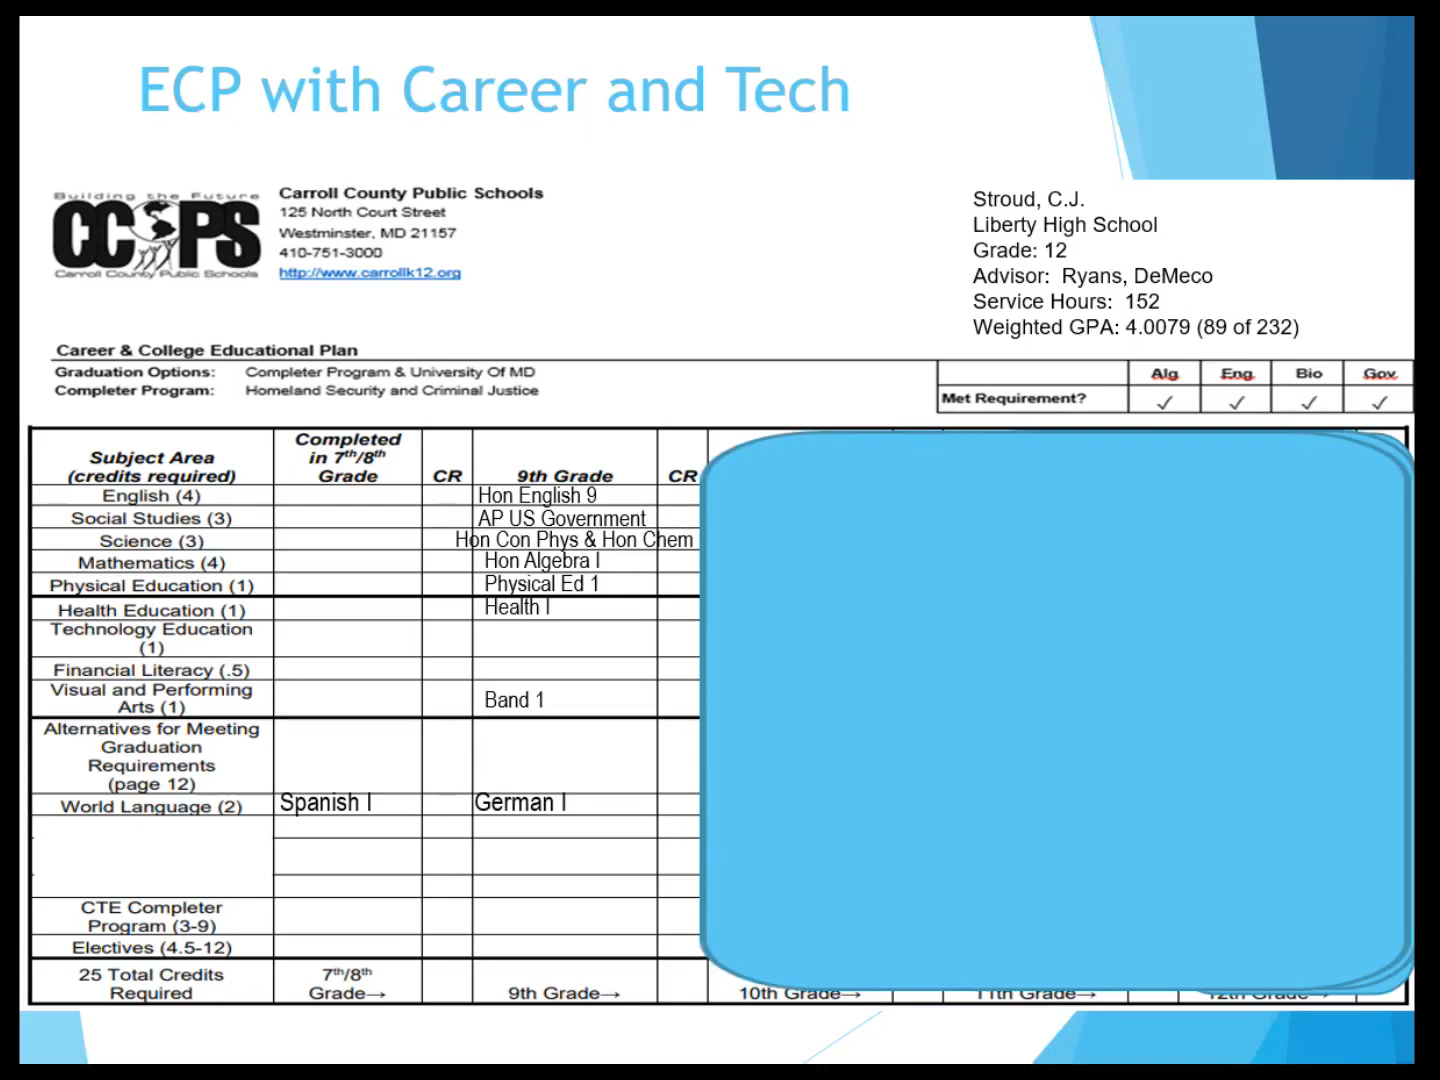 ECP with Career and Tech
Building the Future
CCPS
Carroll County Public Schools
Carroll County Public Schools
125 North Court Street
Westminster, MD 21157
410-751-3000
http://www.carrollk12.org
Stroud, C.J.
Liberty High School
Grade: 12
Advisor: Ryans, DeMeco
Service Hours: 152
Weighted GPA: 4.0079 (89 of 232)
Career & College Educational Plan
Graduation Options: Completer Program & University Of MD
Completer Program: Homeland Security and Criminal Justice
Alg Eng Bio Gov
Met Requirement? ✓ ✓ ✓ ✓
Subject Area
(credits required)
Completed
in 7th/8th
Grade
CR
9th Grade
CR
English (4) Hon English 9
Social Studies (3) AP US Government
Science (3) Hon Con Phys & Hon Chem
Mathematics (4) Hon Algebra I
Physical Education (1) Physical Ed 1
Health Education (1) Health I
Technology Education
(1)
Financial Literacy (.5)
Visual and Performing
Arts (1)
Band 1
Alternatives for Meeting
Graduation
Requirements
(page 12)
World Language (2) Spanish I German I
CTE Completer
Program (3-9)
Electives (4.5-12)
25 Total Credits
Required
7th/8th
Grade→
9th Grade→
10th Grade→
11th Grade→
12th Grade→